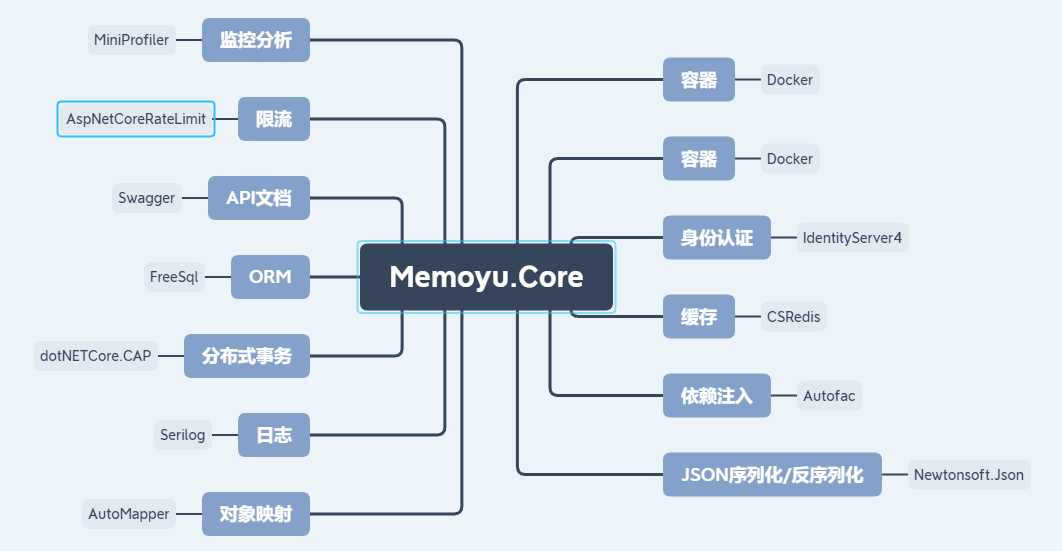 Memoyu.Core
监控分析
MiniProfiler
限流
AspNetCoreRateLimit
API文档
Swagger
ORM
FreeSql
分布式事务
dotNETCore.CAP
日志
Serilog
对象映射
AutoMapper
容器
Docker
容器
Docker
身份认证
IdentityServer4
缓存
CSRedis
依赖注入
Autofac
JSON序列化/反序列化
Newtonsoft.Json